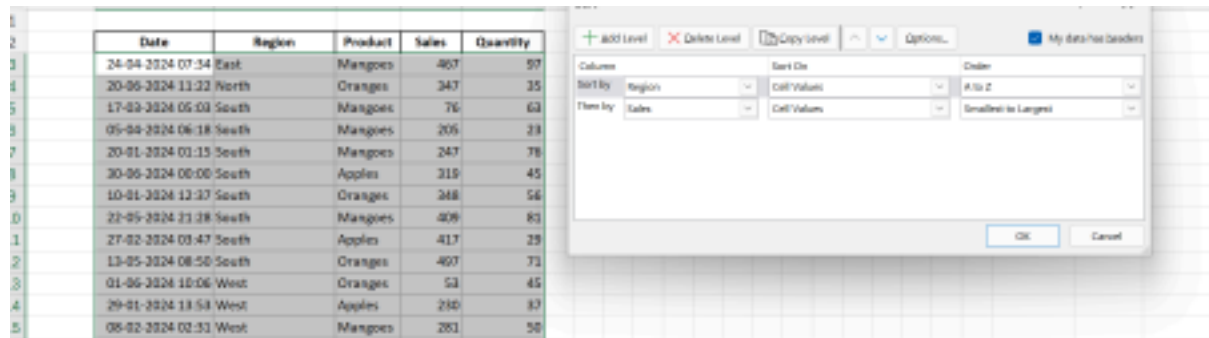 Date Region Product Sales Quantity
24-04-2024 07:34 East Mangoes 467 97
20-06-2024 11:22 North Oranges 347 35
17-03-2024 05:03 South Mangoes 76 63
05-04-2024 06:18 South Mangoes 205 23
20-01-2024 01:15 South Mangoes 247 76
30-06-2024 00:00 South Apples 319 45
10-01-2024 12:37 South Oranges 348 56
22-05-2024 21:28 South Mangoes 409 81
27-02-2024 03:47 South Apples 417 29
13-05-2024 08:50 South Oranges 497 71
01-06-2024 10:06 West Oranges 53 45
29-01-2024 13:53 West Apples 230 37
08-02-2024 02:31 West Mangoes 281 50
Add Level Delete Level Copy Level Options... My data has headers
Column Sort On Order
Sort by Region Cell Values A to Z
Then by Sales Cell Values Smallest to Largest
OK Cancel